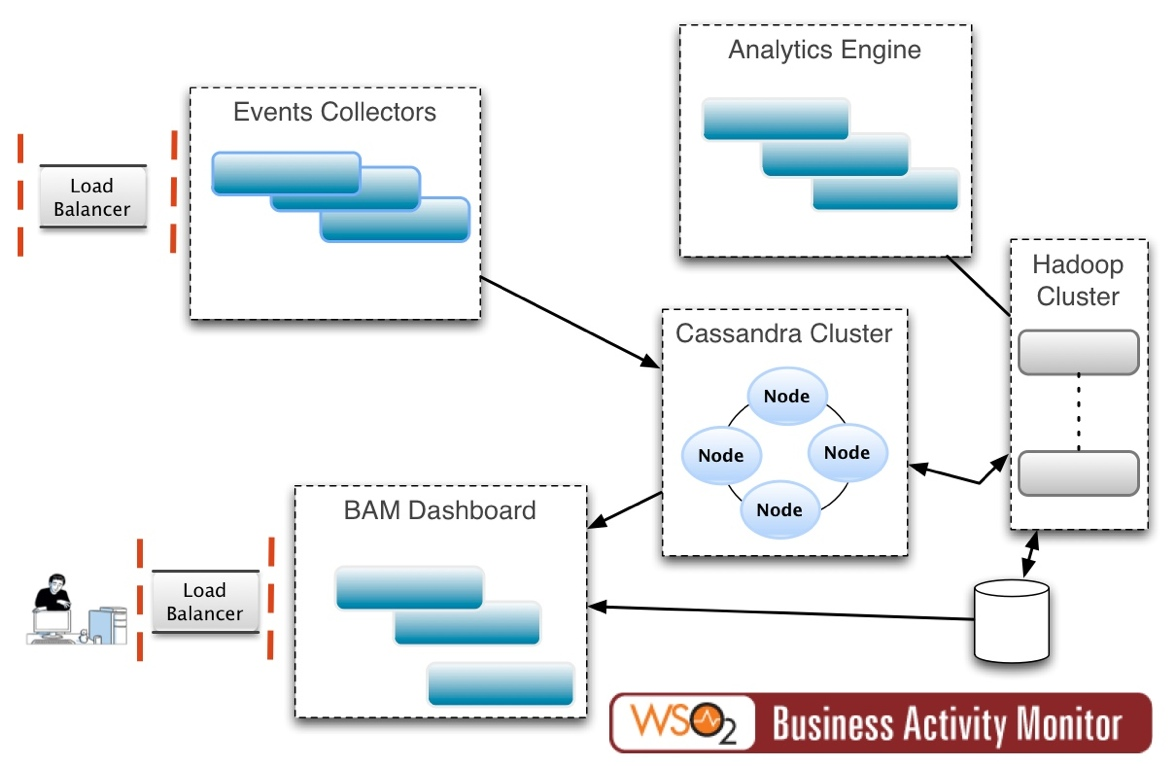 Analytics Engine
Events Collectors
Load
Balancer
Hadoop
Cluster
Cassandra Cluster
Node
Node
Node
Node
BAM Dashboard
Load
Balancer
WSO2 Business Activity Monitor